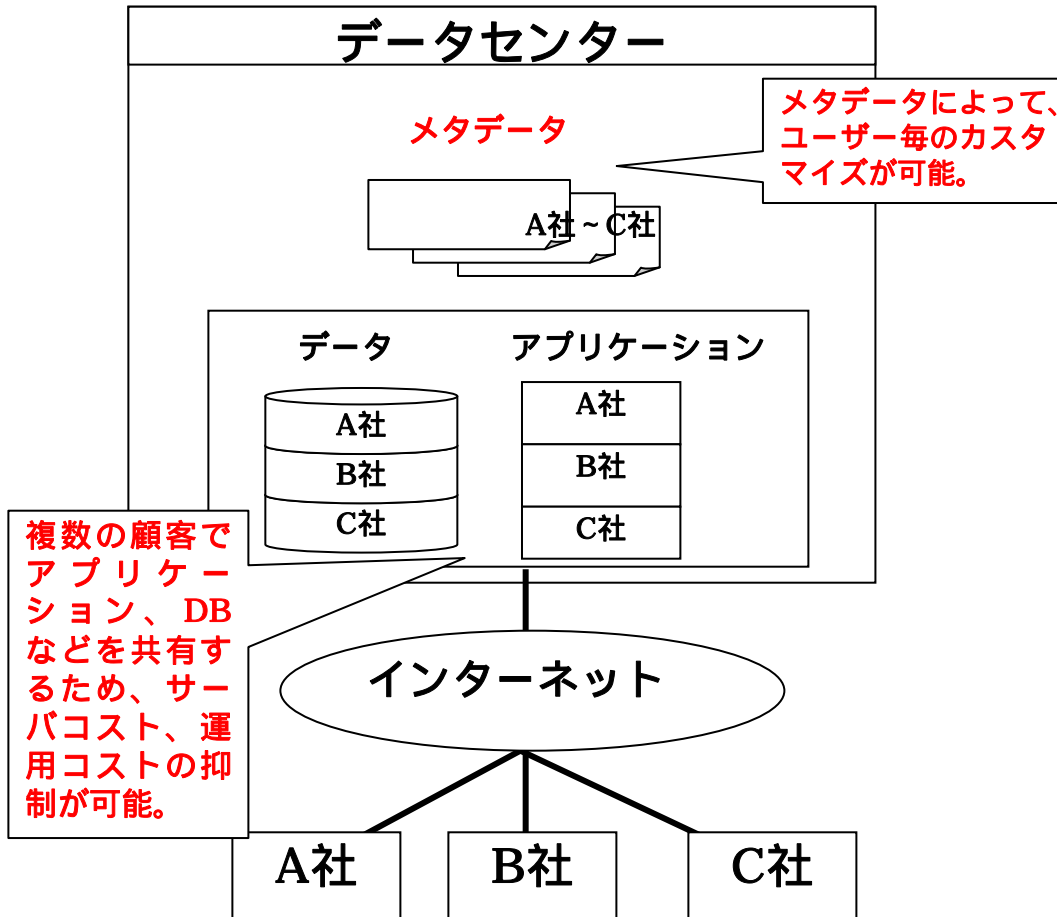 データセンター
メタデータによって、
ユーザー毎のカスタ
マイズが可能。
メタデータ
A社～C社
データ
アプリケーション
A社
B社
C社
A社
B社
C社
複数の顧客で
アプリケー
ション、DB
などを共有す
るため、サー
バコスト、運
用コストの抑
制が可能。
インターネット
A社
B社
C社